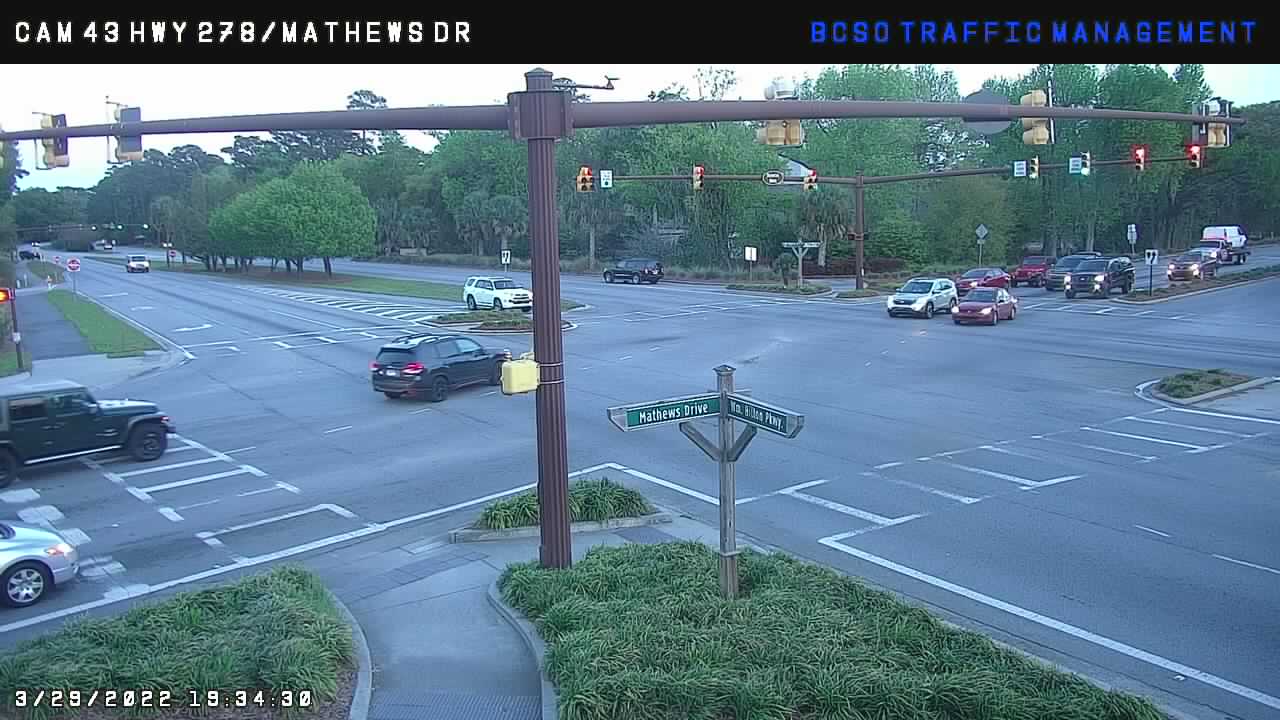 CAM 43 HWY 278/MATHEWS DR
BCSO TRAFFIC MANAGEMENT
Mathews Drive
Wm. Hilton Pkwy.
3/29/2022 19:34:30